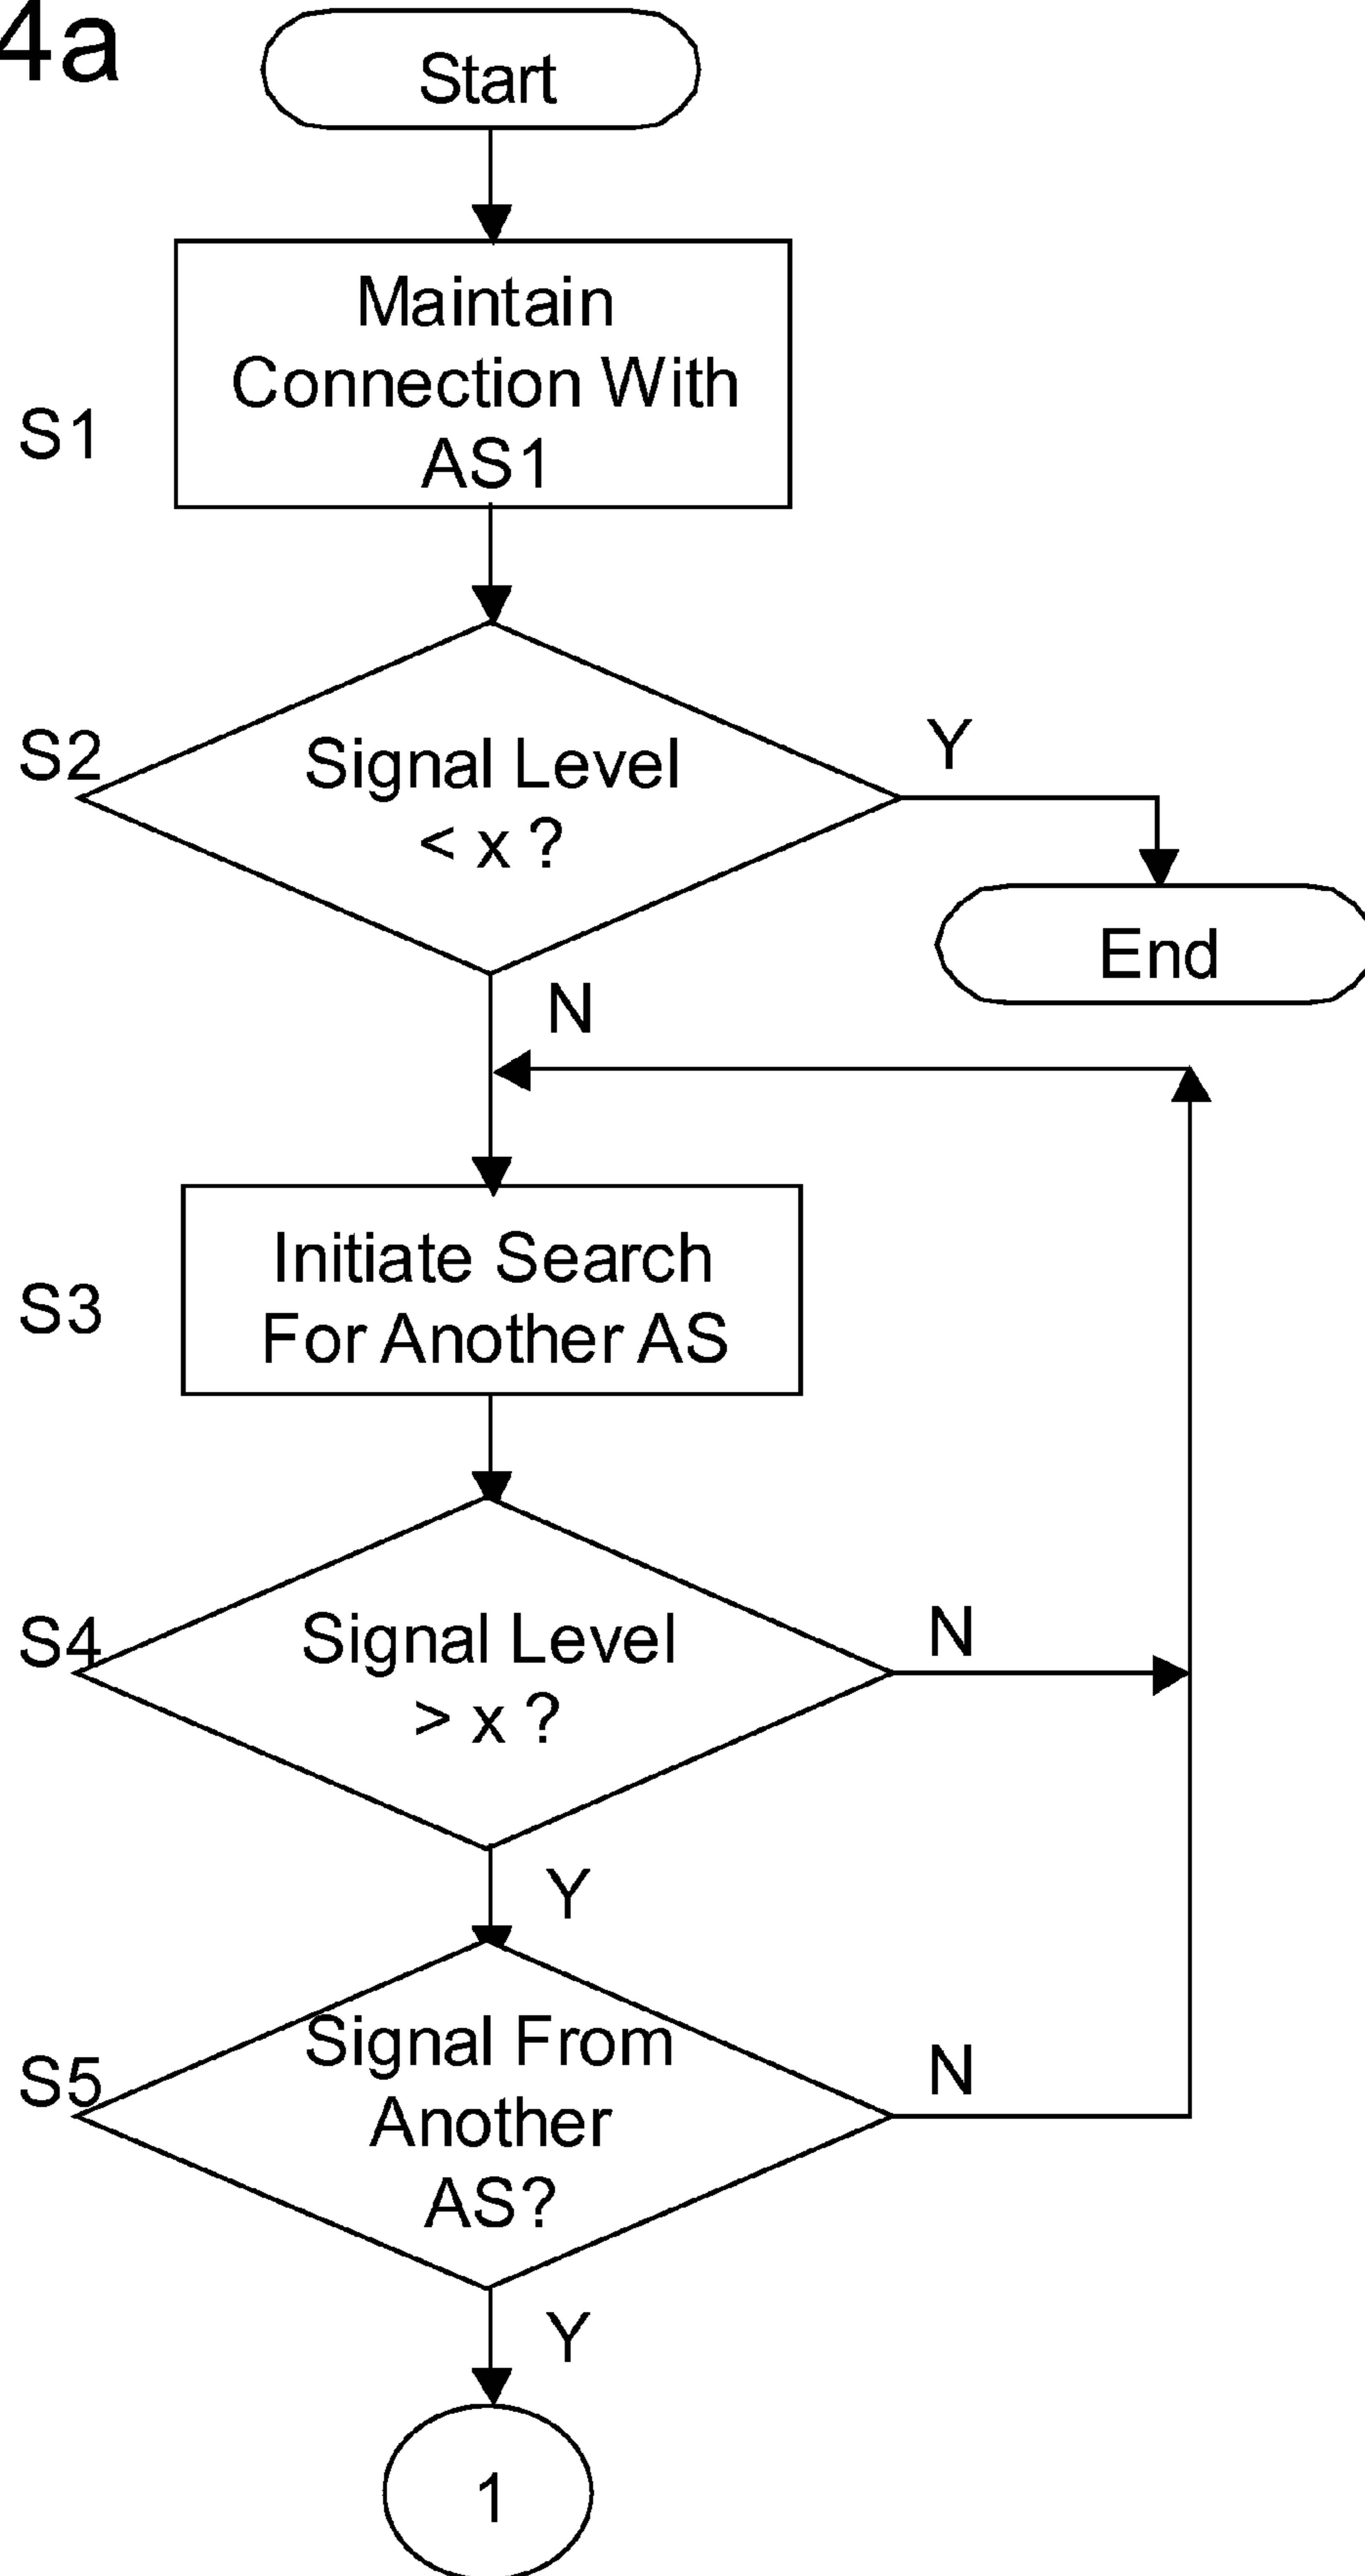 4a
Start
Maintain
Connection With
AS1
S1
S2
Signal Level
< x ?
Y
End
N
Initiate Search
For Another AS
S3
S4
Signal Level
> x ?
N
Y
S5
Signal From
Another
AS?
N
Y
1